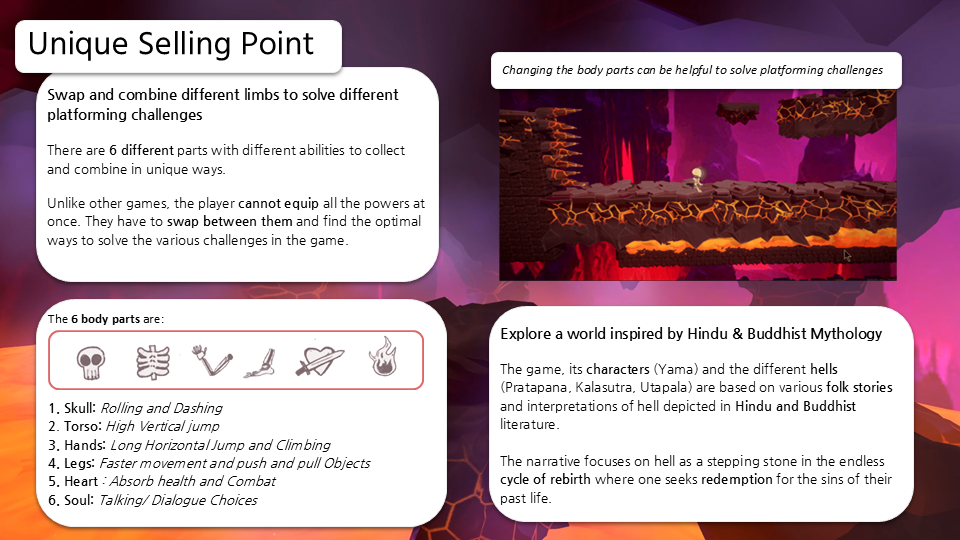 Unique Selling Point
Swap and combine different limbs to solve different
platforming challenges
There are 6 different parts with different abilities to collect
and combine in unique ways.
Unlike other games, the player cannot equip all the powers at
once. They have to swap between them and find the optimal
ways to solve the various challenges in the game.
The 6 body parts are:
1. Skull: Rolling and Dashing
2. Torso: High Vertical jump
3. Hands: Long Horizontal Jump and Climbing
4. Legs: Faster movement and push and pull Objects
5. Heart : Absorb health and Combat
6. Soul: Talking/ Dialogue Choices
Changing the body parts can be helpful to solve platforming challenges
Explore a world inspired by Hindu & Buddhist Mythology
The game, its characters (Yama) and the different hells
(Pratapana, Kalasutra, Utapala) are based on various folk stories
and interpretations of hell depicted in Hindu and Buddhist
literature.
The narrative focuses on hell as a stepping stone in the endless
cycle of rebirth where one seeks redemption for the sins of their
past life.